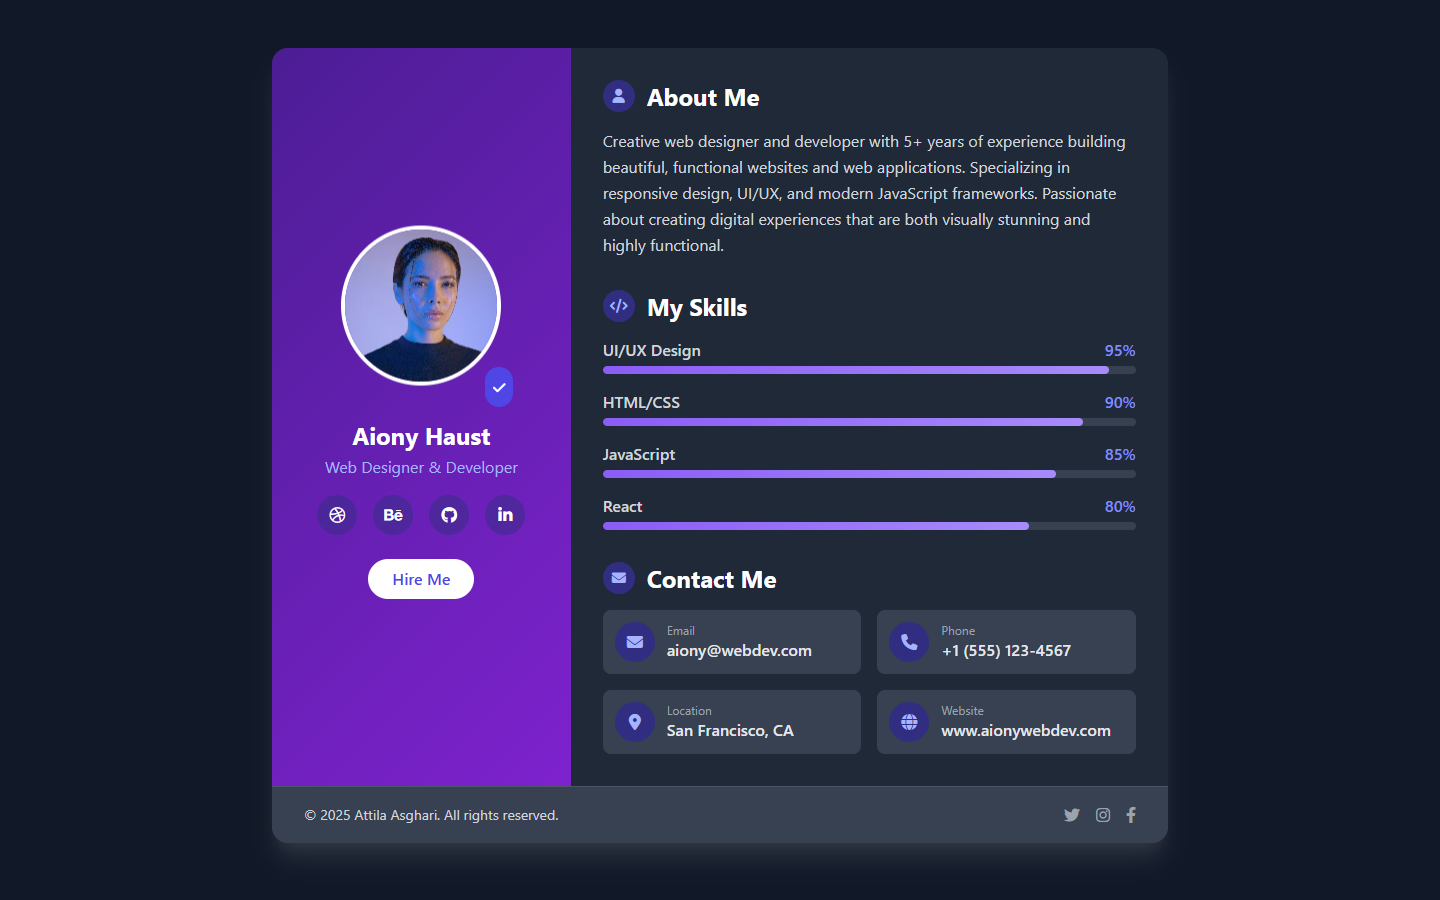 Aiony Haust
Web Designer & Developer
Bē
in
Hire Me
About Me
Creative web designer and developer with 5+ years of experience building
beautiful, functional websites and web applications. Specializing in
responsive design, UI/UX, and modern JavaScript frameworks. Passionate
about creating digital experiences that are both visually stunning and
highly functional.
My Skills
UI/UX Design 95%
HTML/CSS 90%
JavaScript 85%
React 80%
Contact Me
Email
aiony@webdev.com
Phone
+1 (555) 123-4567
Location
San Francisco, CA
Website
www.aionywebdev.com
© 2025 Attila Asghari. All rights reserved.